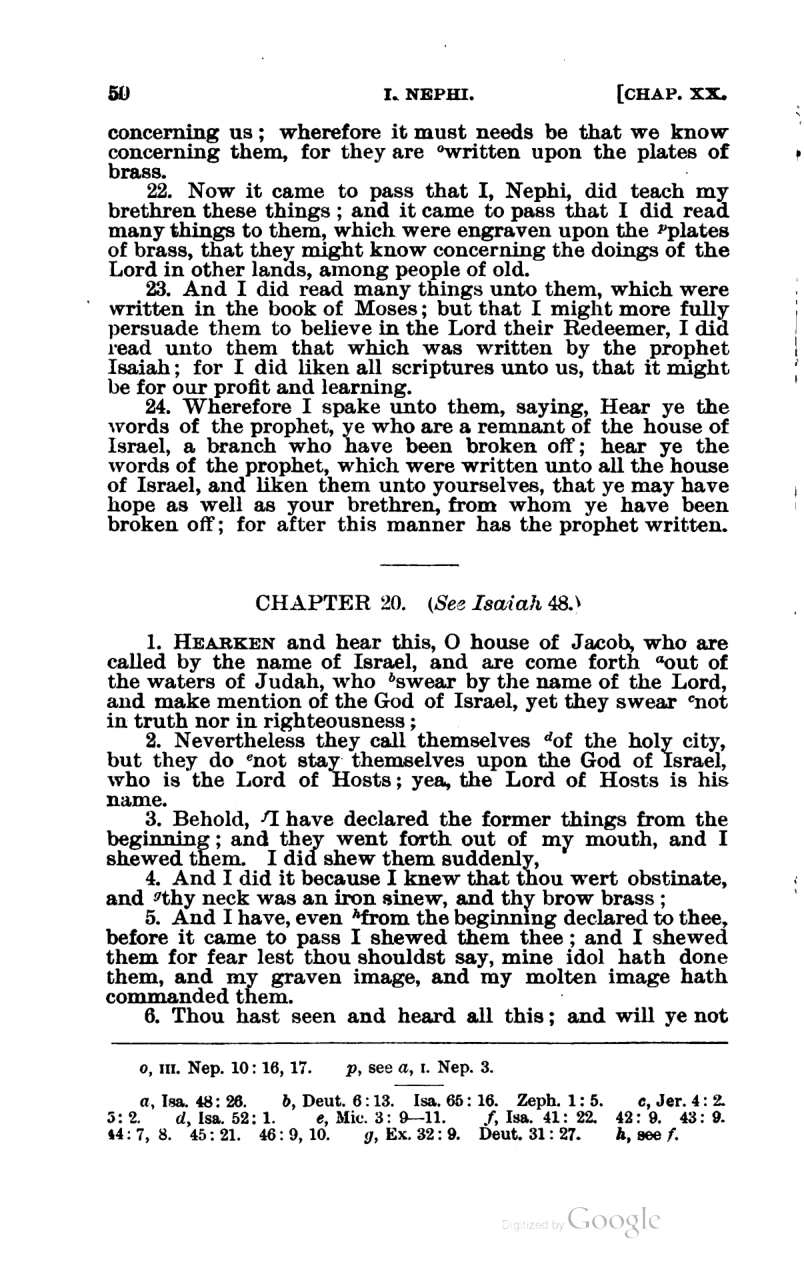 50 I. NEPHI. [CHAP. XX.
concerning us; wherefore it must needs be that we know
concerning them, for they are owritten upon the plates of
brass.
22. Now it came to pass that I, Nephi, did teach my
brethren these things; and it came to pass that I did read
many things to them, which were engraven upon the pplates
of brass, that they might know concerning the doings of the
Lord in other lands, among people of old.
23. And I did read many things unto them, which were
written in the book of Moses; but that I might more fully
persuade them to believe in the Lord their Redeemer, I did
read unto them that which was written by the prophet
Isaiah; for I did liken all scriptures unto us, that it might
be for our profit and learning.
24. Wherefore I spake unto them, saying, Hear ye the
words of the prophet, ye who are a remnant of the house of
Israel, a branch who have been broken off; hear ye the
words of the prophet, which were written unto all the house
of Israel, and liken them unto yourselves, that ye may have
hope as well as your brethren, from whom ye have been
broken off; for after this manner has the prophet written.
CHAPTER 20. (See Isaiah 48.)
1. HEARKEN and hear this, O house of Jacob, who are
called by the name of Israel, and are come forth aout of
the waters of Judah, who bswear by the name of the Lord,
and make mention of the God of Israel, yet they swear cnot
in truth nor in righteousness;
2. Nevertheless they call themselves dof the holy city,
but they do enot stay themselves upon the God of Israel,
who is the Lord of Hosts; yea, the Lord of Hosts is his
name.
3. Behold, fI have declared the former things from the
beginning; and they went forth out of my mouth, and I
shewed them. I did shew them suddenly,
4. And I did it because I knew that thou wert obstinate,
and gthy neck was an iron sinew, and thy brow brass;
5. And I have, even hfrom the beginning declared to thee,
before it came to pass I shewed them thee; and I shewed
them for fear lest thou shouldst say, mine idol hath done
them, and my graven image, and my molten image hath
commanded them.
6. Thou hast seen and heard all this; and will ye not
o, III. Nep. 10: 16, 17. p, see a, I. Nep. 3.
a, Isa. 48: 26. b, Deut. 6: 13. Isa. 65: 16. Zeph. 1: 5. c, Jer. 4: 2.
5: 2. d, Isa. 52: 1. e, Mic. 3: 9—11. f, Isa. 41: 22. 42: 9. 43: 9.
44: 7, 8. 45: 21. 46: 9, 10. g, Ex. 32: 9. Deut. 31: 27. h, see f.
Digitized by Google